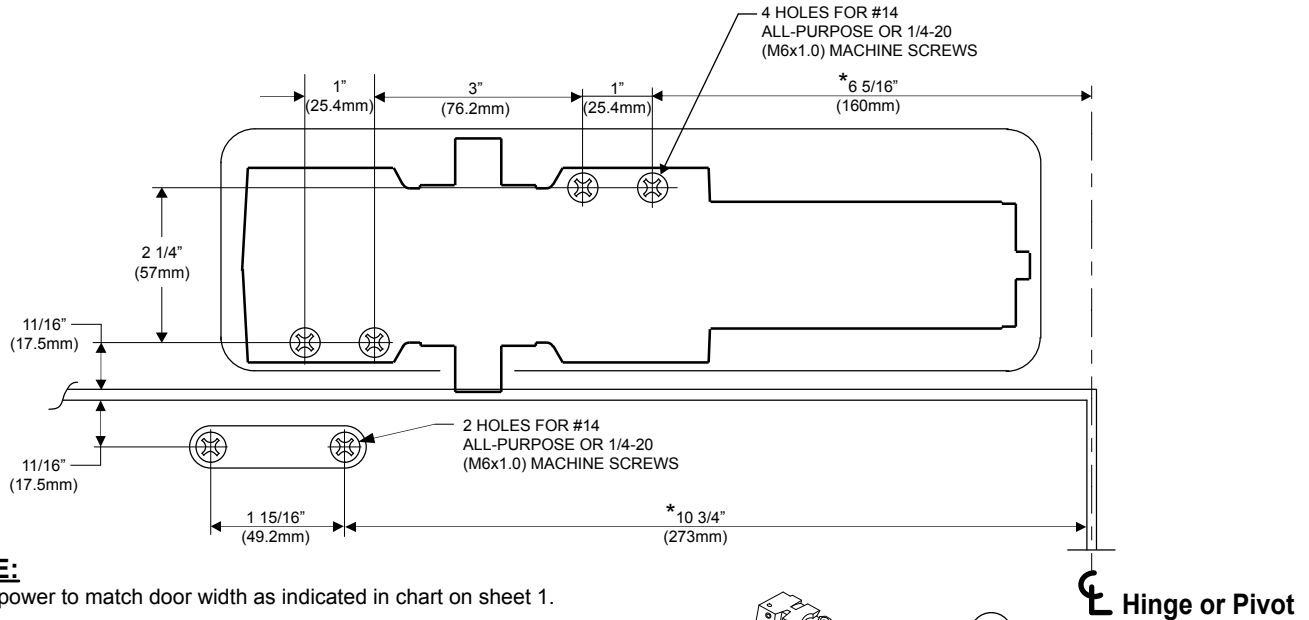 4 HOLES FOR #14
ALL-PURPOSE OR 1/4-20
(M6x1.0) MACHINE SCREWS
1”
(25.4mm)
3”
(76.2mm)
1”
(25.4mm)
*6 5/16”
(160mm)
2 1/4”
(57mm)
11/16”
(17.5mm)
2 HOLES FOR #14
ALL-PURPOSE OR 1/4-20
(M6x1.0) MACHINE SCREWS
11/16”
(17.5mm)
1 15/16”
(49.2mm)
*10 3/4”
(273mm)
E:
power to match door width as indicated in chart on sheet 1.
℄ Hinge or Pivot